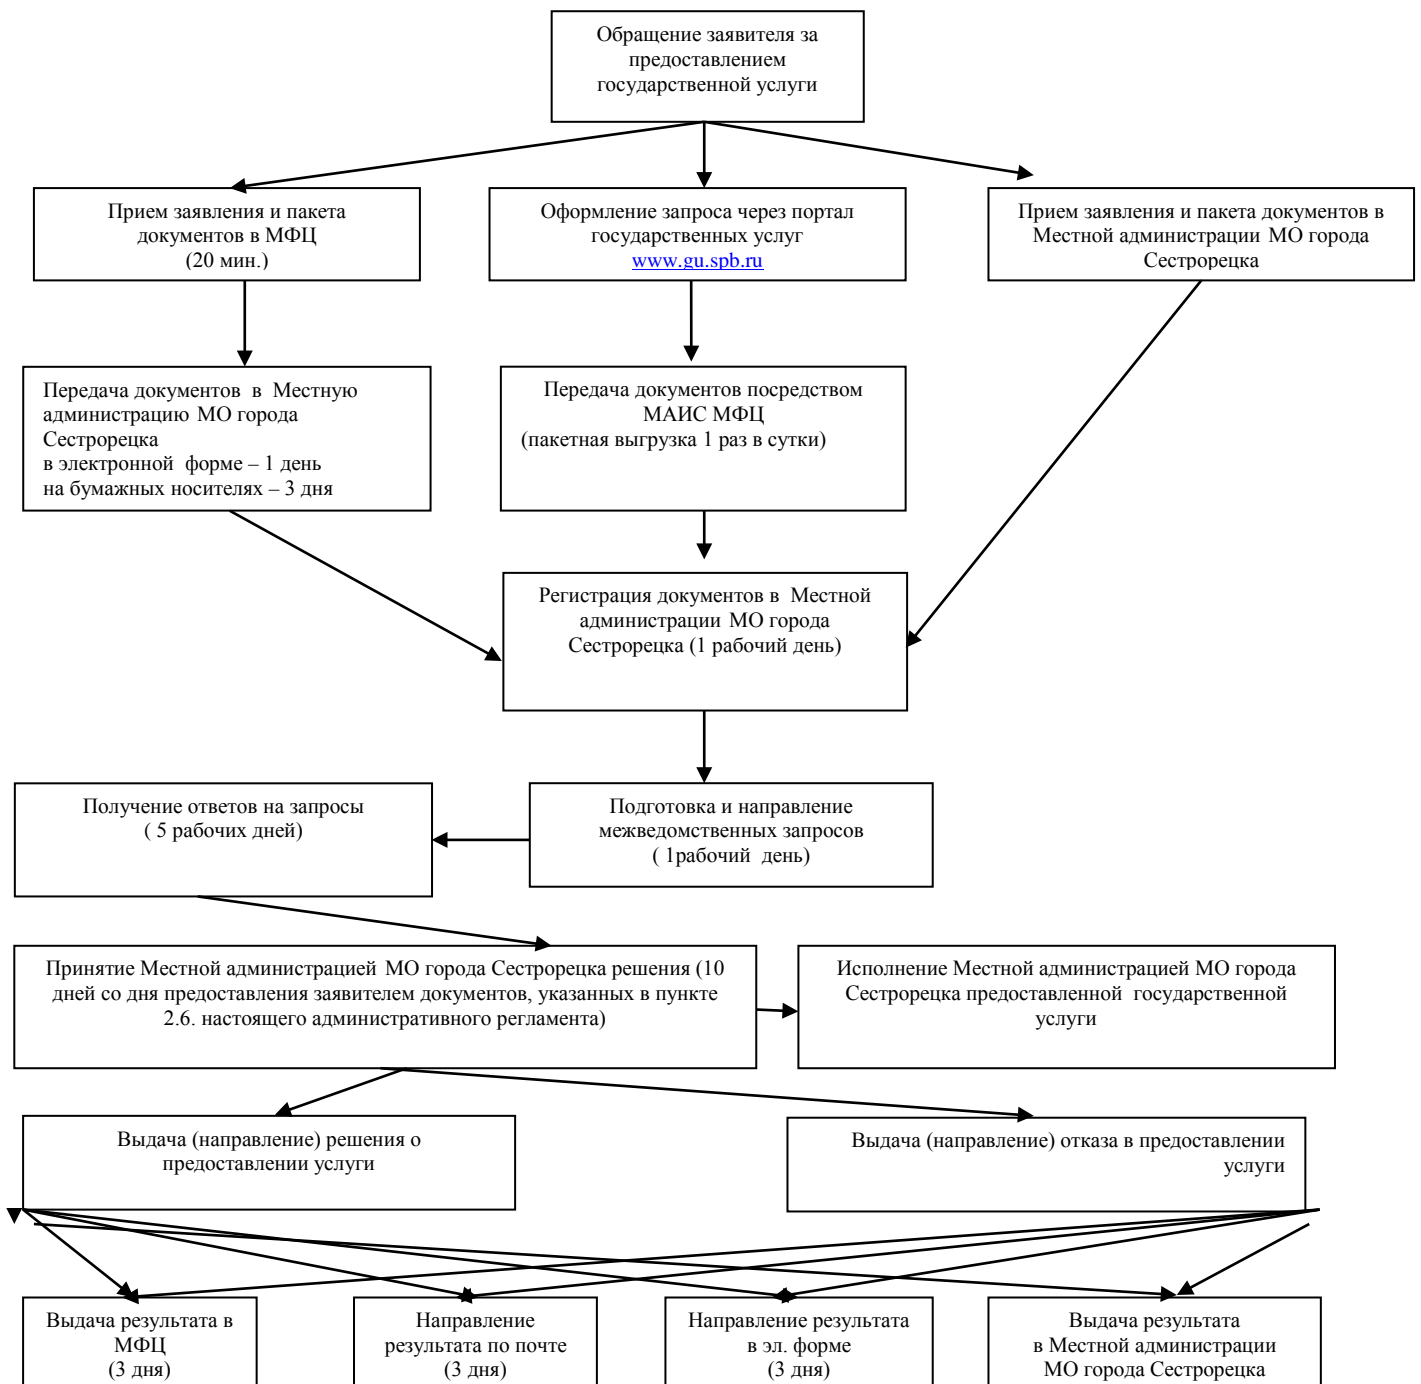 Обращение заявителя за
предоставлением
государственной услуги
Прием заявления и пакета
документов в МФЦ
(20 мин.)
Оформление запроса через портал
государственных услуг
www.gu.spb.ru
Прием заявления и пакета документов в
Местной администрации МО города
Сестрорецка
Передача документов в Местную
администрацию МО города
Сестрорецка
в электронной форме – 1 день
на бумажных носителях – 3 дня
Передача документов посредством
МАИС МФЦ
(пакетная выгрузка 1 раз в сутки)
Регистрация документов в Местной
администрации МО города
Сестрорецка (1 рабочий день)
Получение ответов на запросы
( 5 рабочих дней)
Подготовка и направление
межведомственных запросов
( 1рабочий день)
Принятие Местной администрацией МО города Сестрорецка решения (10
дней со дня предоставления заявителем документов, указанных в пункте
2.6. настоящего административного регламента)
Исполнение Местной администрацией МО города
Сестрорецка предоставленной государственной
услуги
Выдача (направление) решения о
предоставлении услуги
Выдача (направление) отказа в предоставлении
услуги
Выдача результата в
МФЦ
(3 дня)
Направление
результата по почте
(3 дня)
Направление результата
в эл. форме
(3 дня)
Выдача результата
в Местной администрации
МО города Сестрорецка